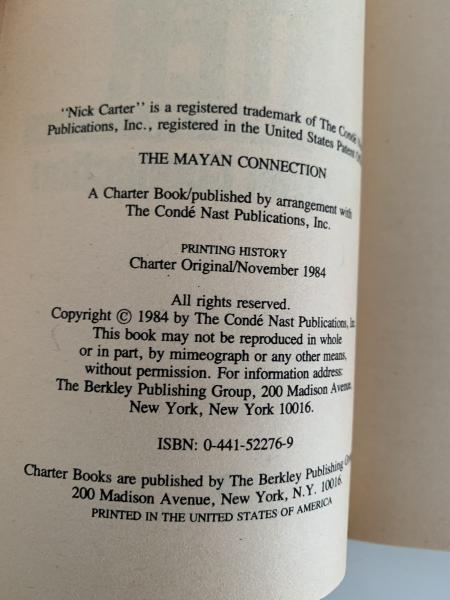 "Nick Carter" is a registered trademark of The Condé
Publications, Inc., registered in the United States Patent
THE MAYAN CONNECTION
A Charter Book/published by arrangement with
The Condé Nast Publications, Inc.
PRINTING HISTORY
Charter Original/November 1984
All rights reserved.
Copyright © 1984 by The Condé Nast Publications,
This book may not be reproduced in whole
or in part, by mimeograph or any other means,
without permission. For information address:
The Berkley Publishing Group, 200 Madison Avenue,
New York, New York 10016.
ISBN: 0-441-52276-9
Charter Books are published by The Berkley Publishing
200 Madison Avenue, New York, N.Y. 10016.
PRINTED IN THE UNITED STATES OF AMERICA